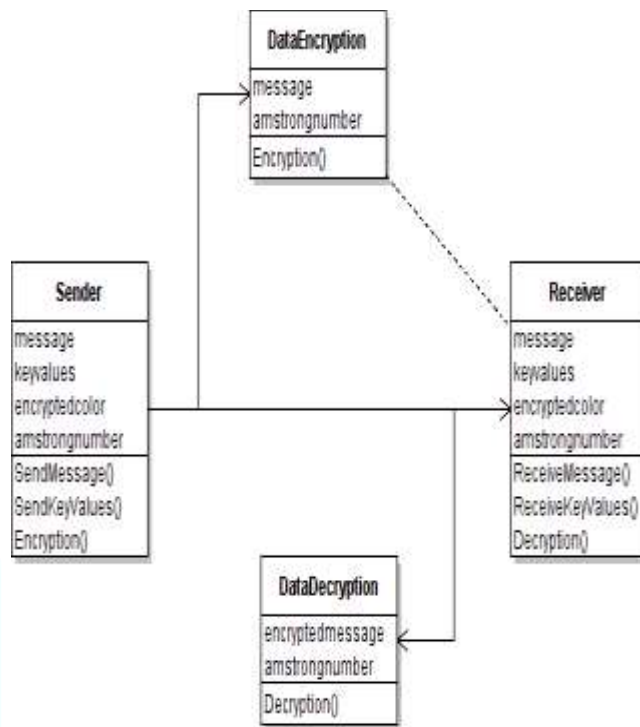 DataEncryption
message
amstrongnumber
Encryption()
Sender
message
keyvalues
encryptedcolor
amstrongnumber
SendMessage()
SendKeyValues()
Encryption()
Receiver
message
keyvalues
encryptedcolor
amstrongnumber
ReceiveMessage()
ReceiveKeyValues()
Decryption()
DataDecryption
encryptedmessage
amstrongnumber
Decryption()